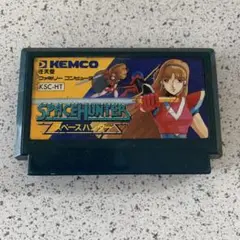 KEMCO
任天堂
ファミリー コンピュータ
KSC-HT
SPACE HUNTER
スペースハンター